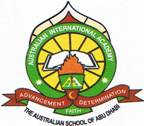 AUSTRALIAN INTERNATIONAL ACADEMY
ADVANCEMENT DETERMINATION
FAITH
THE AUSTRALIAN SCHOOL OF ABU DHABI